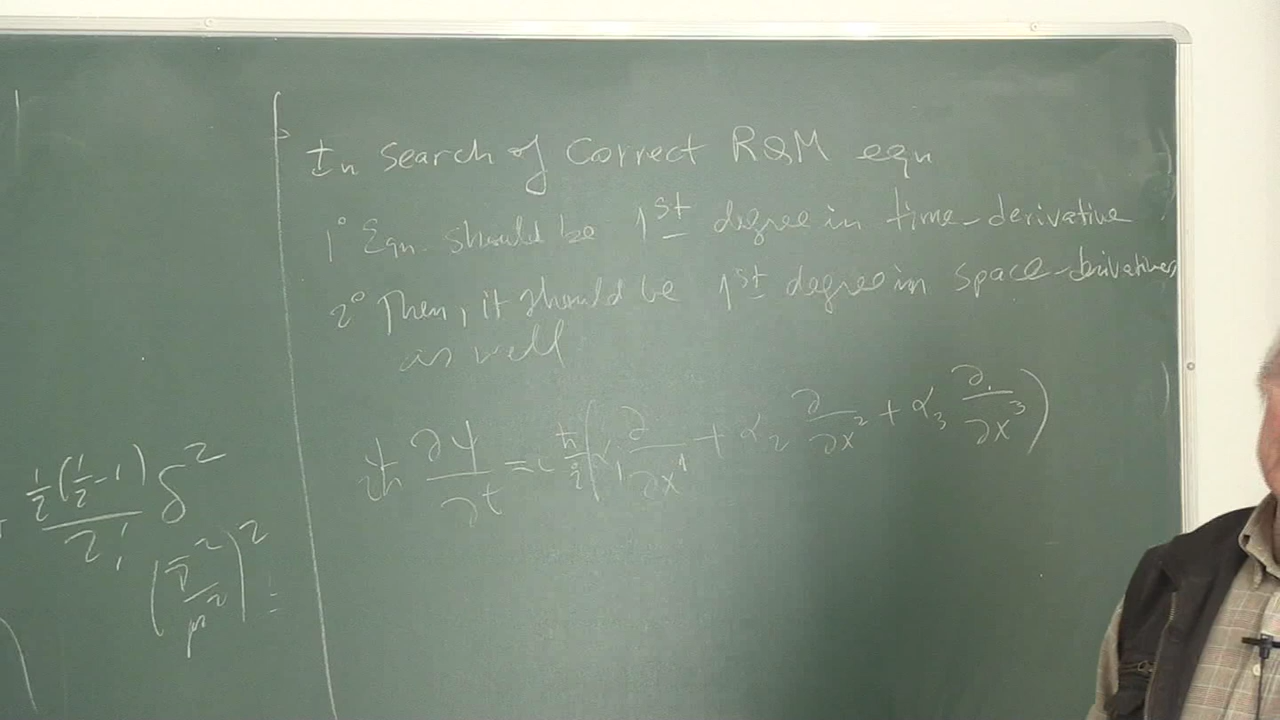 In search of Correct RQM eqn
1° Eqn. should be 1st degree in time-derivative
2° Then, it should be 1st degree in space-derivatives
as well
iħ ∂ψ/∂t = c ħ/i (α₁ ∂/∂x¹ + α₂ ∂/∂x² + α₃ ∂/∂x³)
½(½-1)/2! δ²
(p̄²/μ²)² =